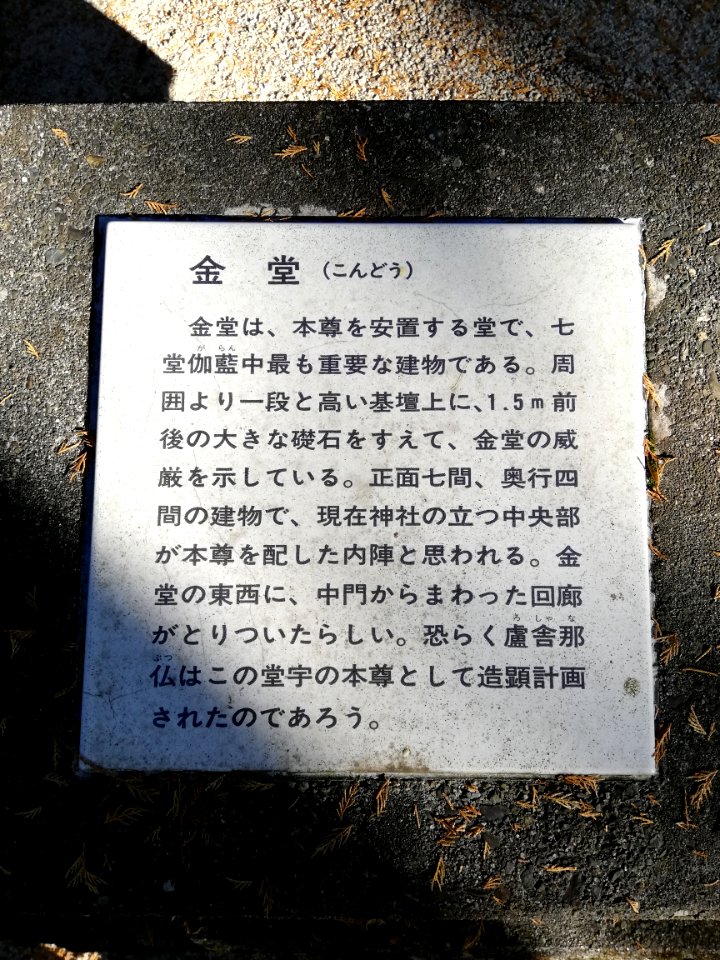 金堂(こんどう)
金堂は、本尊を安置する堂で、七
堂伽藍中最も重要な建物である。周
囲より一段と高い基壇上に、1.5m前
後の大きな礎石をすえて、金堂の威
厳を示している。正面七間、奥行四
間の建物で、現在神社の立つ中央部
が本尊を配した内陣と思われる。金
堂の東西に、中門からまわった回廊
がとりついたらしい。恐らく盧舎那
仏はこの堂宇の本尊として造顕計画
されたのであろう。